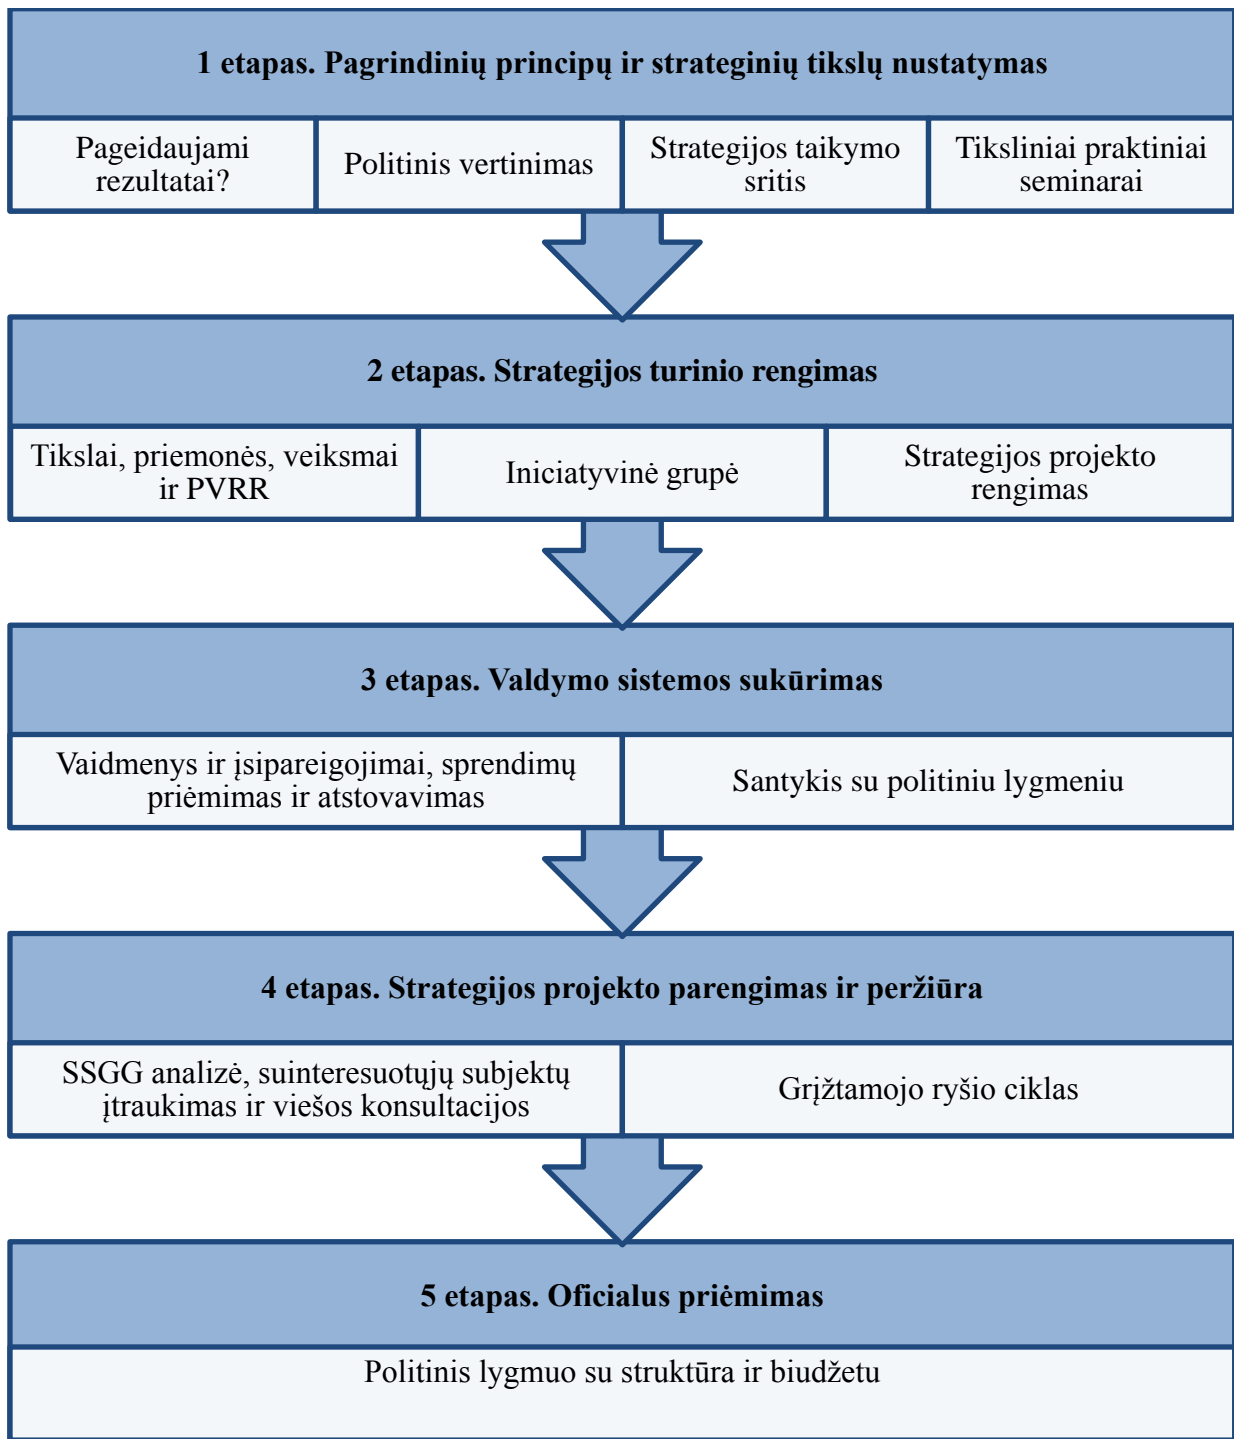 1 etapas. Pagrindinių principų ir strateginių tikslų nustatymas
Pageidaujami
rezultatai?
Politinis vertinimas
Strategijos taikymo
sritis
Tiksliniai praktiniai
seminarai
2 etapas. Strategijos turinio rengimas
Tikslai, priemonės, veiksmai
ir PVRR
Iniciatyvinė grupė
Strategijos projekto
rengimas
3 etapas. Valdymo sistemos sukūrimas
Vaidmenys ir įsipareigojimai, sprendimų
priėmimas ir atstovavimas
Santykis su politiniu lygmeniu
4 etapas. Strategijos projekto parengimas ir peržiūra
SSGG analizė, suinteresuotųjų subjektų
įtraukimas ir viešos konsultacijos
Grįžtamojo ryšio ciklas
5 etapas. Oficialus priėmimas
Politinis lygmuo su struktūra ir biudžetu